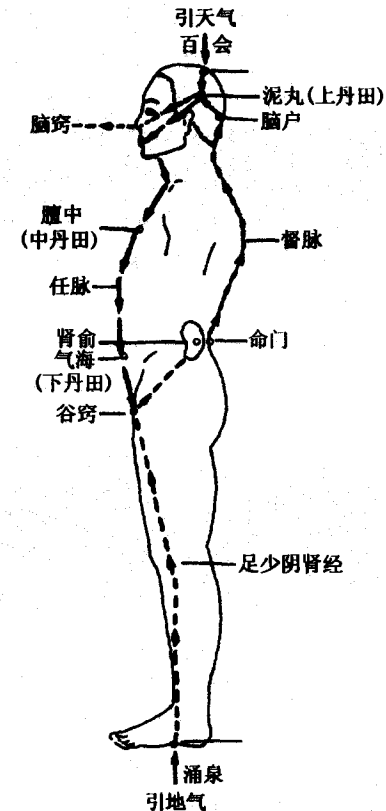 引天气
百会
泥丸(上丹田)
脑户
脑窍
膻中
(中丹田)
督脉
任脉
肾俞
命门
气海
(下丹田)
谷窍
足少阴肾经
涌泉
引地气